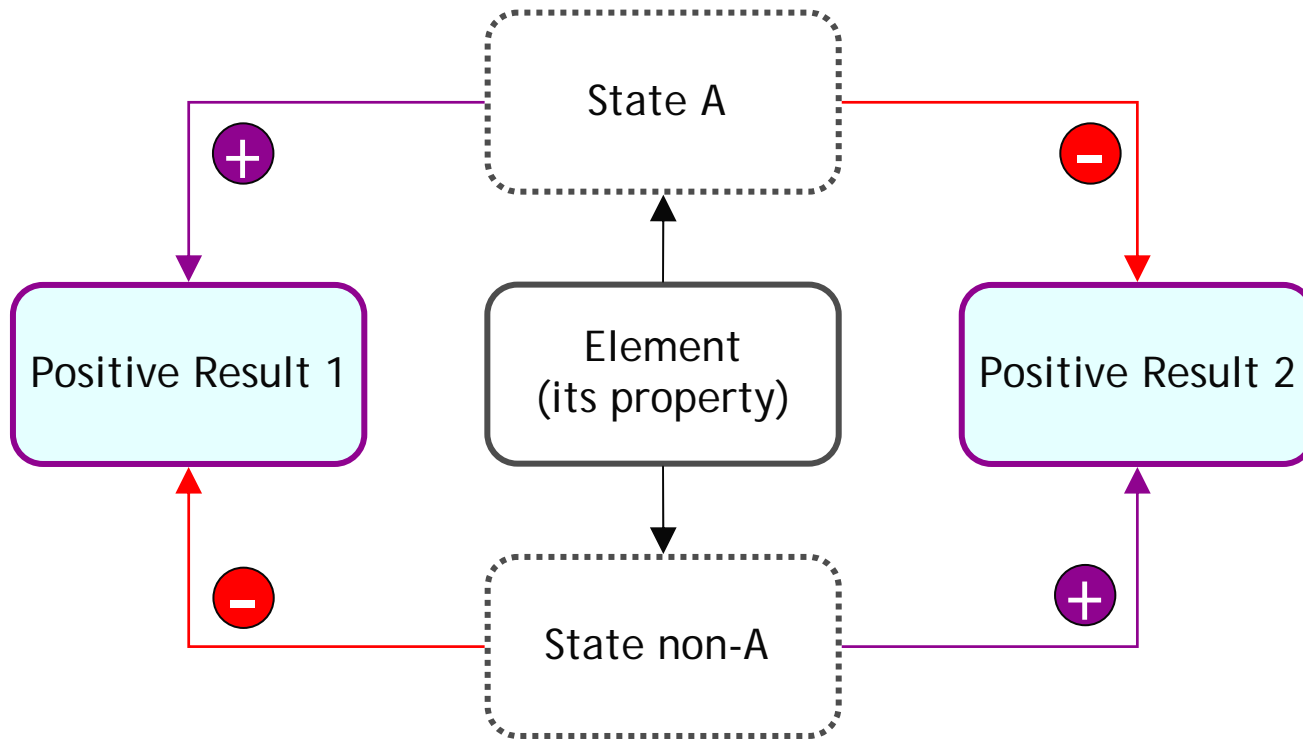 State A
+
-
Positive Result 1
Element
(its property)
Positive Result 2
-
+
State non-A